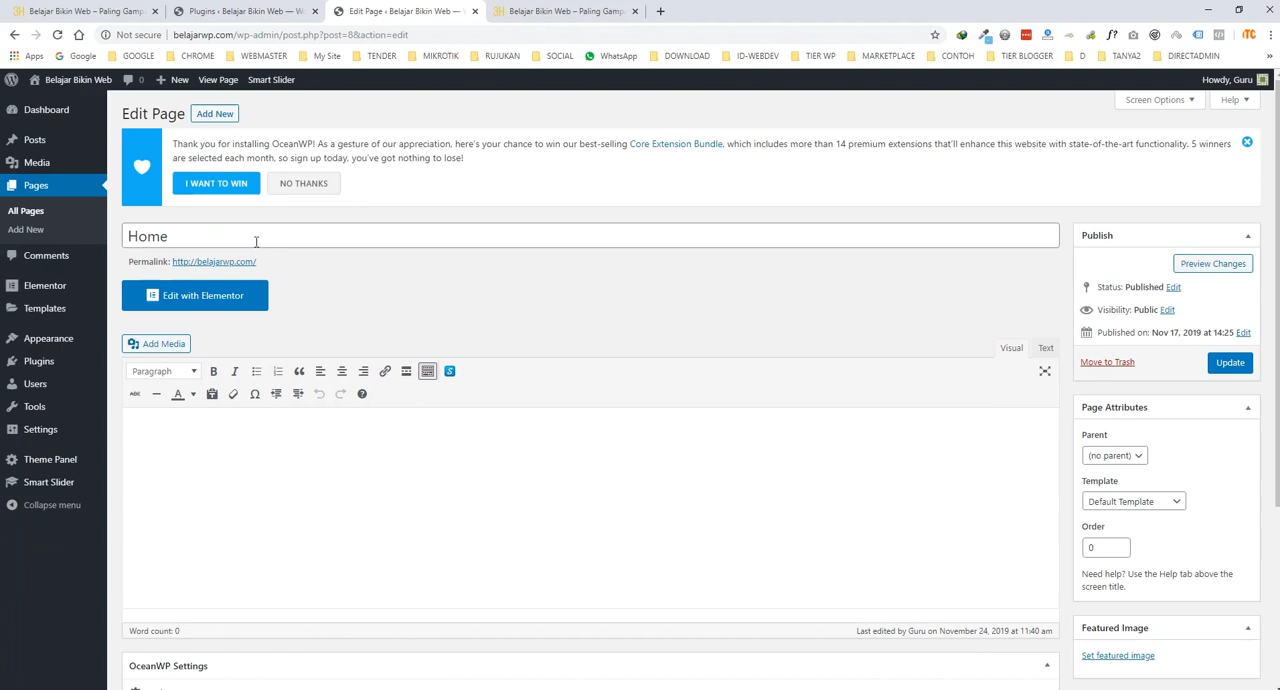 Belajar Bikin Web – Paling Gamp
Plugins ‹ Belajar Bikin Web — W
Edit Page ‹ Belajar Bikin Web —
Belajar Bikin Web – Paling Gamp
Not secure
belajarwp.com/wp-admin/post.php?post=8&action=edit
Apps
Google
GOOGLE
CHROME
WEBMASTER
My Site
TENDER
MIKROTIK
RUJUKAN
SOCIAL
WhatsApp
DOWNLOAD
ID-WEBDEV
TIER WP
MARKETPLACE
CONTOH
TIER BLOGGER
D
TANYA2
DIRECTADMIN
Belajar Bikin Web
0
New
View Page
Smart Slider
Howdy, Guru
Dashboard
Posts
Media
Pages
All Pages
Add New
Comments
Elementor
Templates
Appearance
Plugins
Users
Tools
Settings
Theme Panel
Smart Slider
Collapse menu
Edit Page
Add New
Screen Options
Help
Thank you for installing OceanWP! As a gesture of our appreciation, here's your chance to win our best-selling Core Extension Bundle, which includes more than 14 premium extensions that'll enhance this website with state-of-the-art functionality. 5 winners
are selected each month, so sign up today, you've got nothing to lose!
I WANT TO WIN
NO THANKS
Home
Permalink: http://belajarwp.com/
Edit with Elementor
Add Media
Visual
Text
Paragraph
B
I
ABC
A
Ω
Word count: 0
Last edited by Guru on November 24, 2019 at 11:40 am
OceanWP Settings
Publish
Preview Changes
Status: Published Edit
Visibility: Public Edit
Published on: Nov 17, 2019 at 14:25 Edit
Move to Trash
Update
Page Attributes
Parent
(no parent)
Template
Default Template
Order
0
Need help? Use the Help tab above the
screen title.
Featured Image
Set featured image